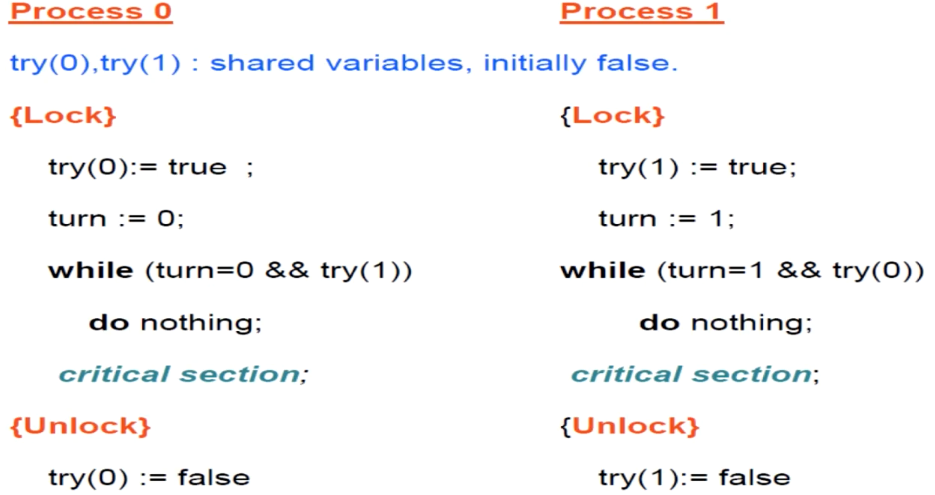 Process 0 Process 1
try(0),try(1) : shared variables, initially false.
{Lock} {Lock}
try(0):= true ; try(1) := true;
turn := 0; turn := 1;
while (turn=0 && try(1)) while (turn=1 && try(0))
do nothing; do nothing;
critical section; critical section;
{Unlock} {Unlock}
try(0) := false try(1):= false